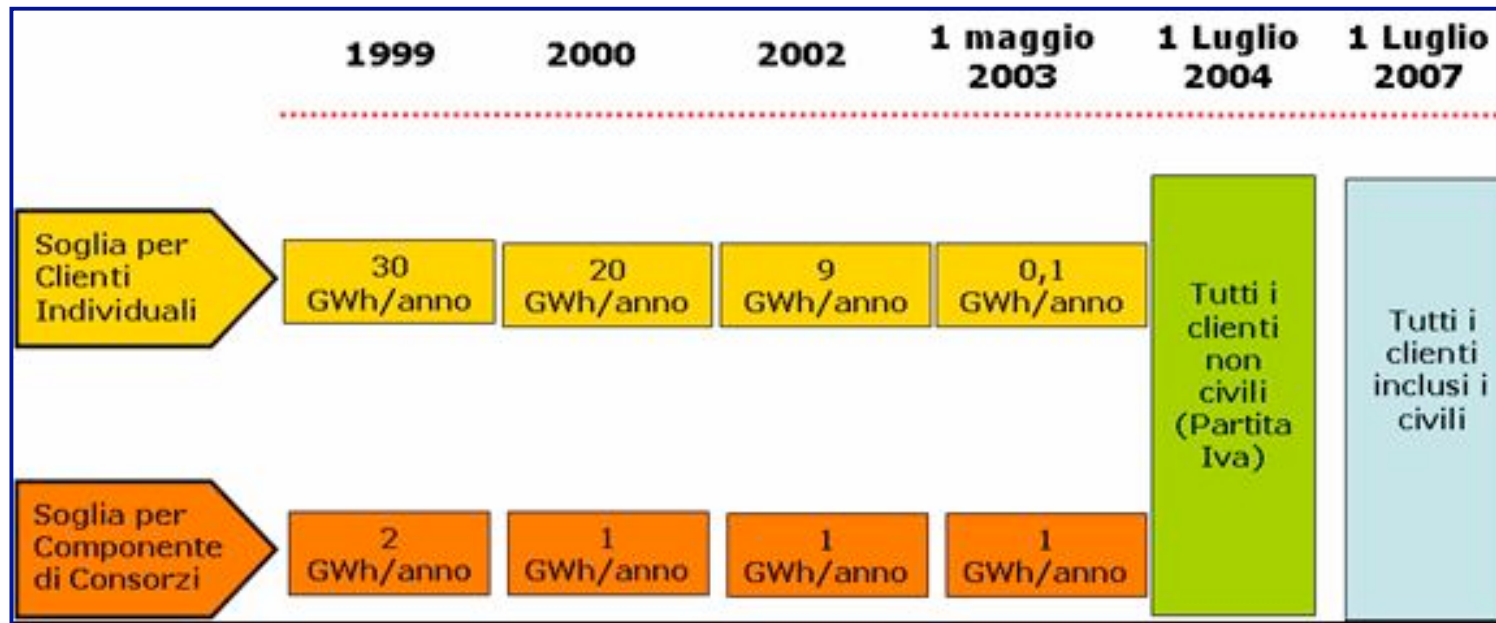 1999
2000
2002
1 maggio
2003
1 Luglio
2004
1 Luglio
2007
Soglia per
Clienti
Individuali
30
GWh/anno
20
GWh/anno
9
GWh/anno
0,1
GWh/anno
Tutti i
clienti
non
civili
(Partita
Iva)
Tutti i
clienti
inclusi i
civili
Soglia per
Componente
di Consorzi
2
GWh/anno
1
GWh/anno
1
GWh/anno
1
GWh/anno